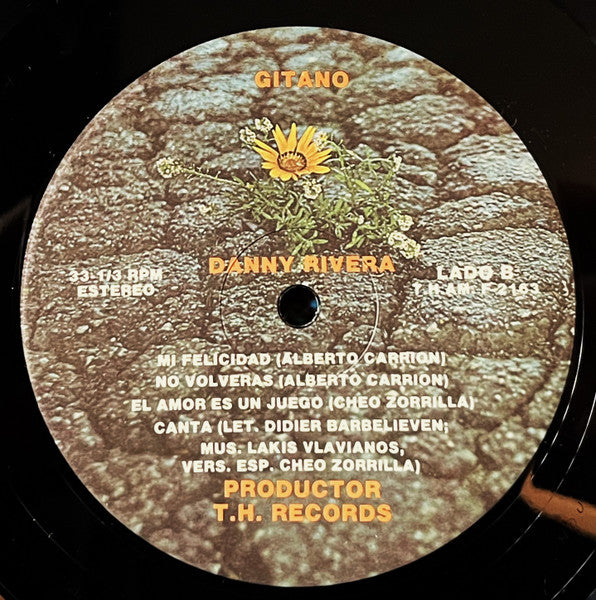 GITANO
DANNY RIVERA
33 1/3 RPM
ESTEREO
LADO B:
T.H.AM. F 2163
MI FELICIDAD (ALBERTO CARRION)
NO VOLVERAS (ALBERTO CARRION)
EL AMOR ES UN JUEGO (CHEO ZORRILLA)
CANTA (LET. DIDIER BARBELIEVEN;
MUS. LAKIS VLAVIANOS,
VERS. ESP. CHEO ZORRILLA)
PRODUCTOR
T.H. RECORDS